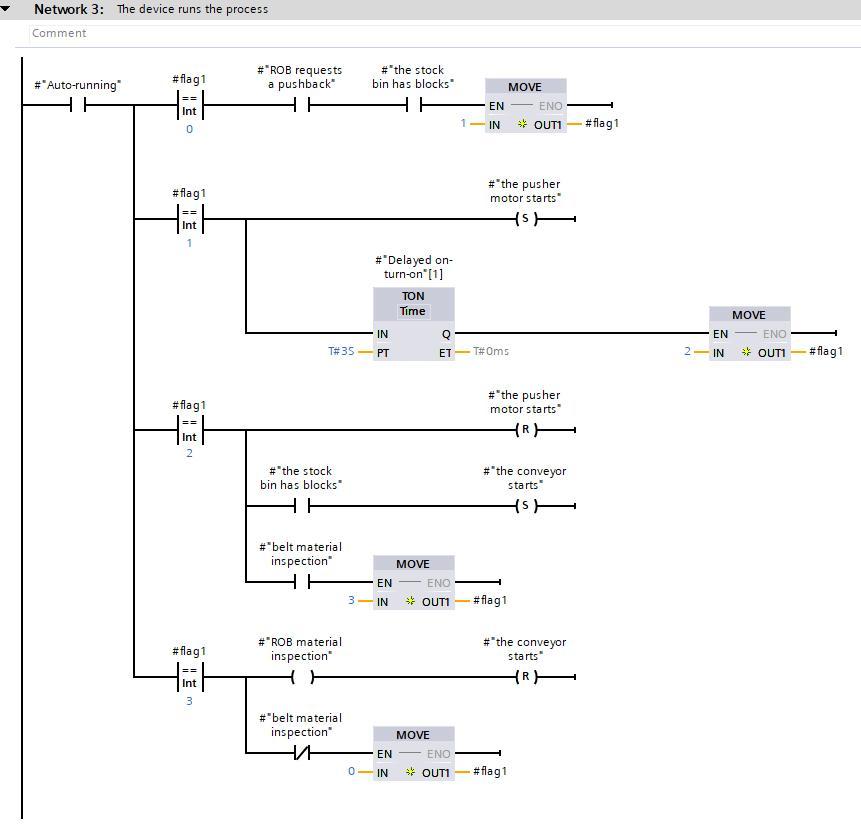 Network 3: The device runs the process
Comment
#"Auto-running"
#flag1
==
Int
0
#"ROB requests
a pushback"
#"the stock
bin has blocks"
MOVE
EN ENO
1 IN OUT1 #flag1
#flag1
==
Int
1
#"the pusher
motor starts"
S
#"Delayed on-
turn-on"[1]
TON
Time
IN Q
T#3S PT ET T#0ms
MOVE
EN ENO
2 IN OUT1 #flag1
#flag1
==
Int
2
#"the pusher
motor starts"
R
#"the stock
bin has blocks"
#"the conveyor
starts"
S
#"belt material
inspection"
MOVE
EN ENO
3 IN OUT1 #flag1
#flag1
==
Int
3
#"ROB material
inspection"
#"the conveyor
starts"
R
#"belt material
inspection"
MOVE
EN ENO
0 IN OUT1 #flag1